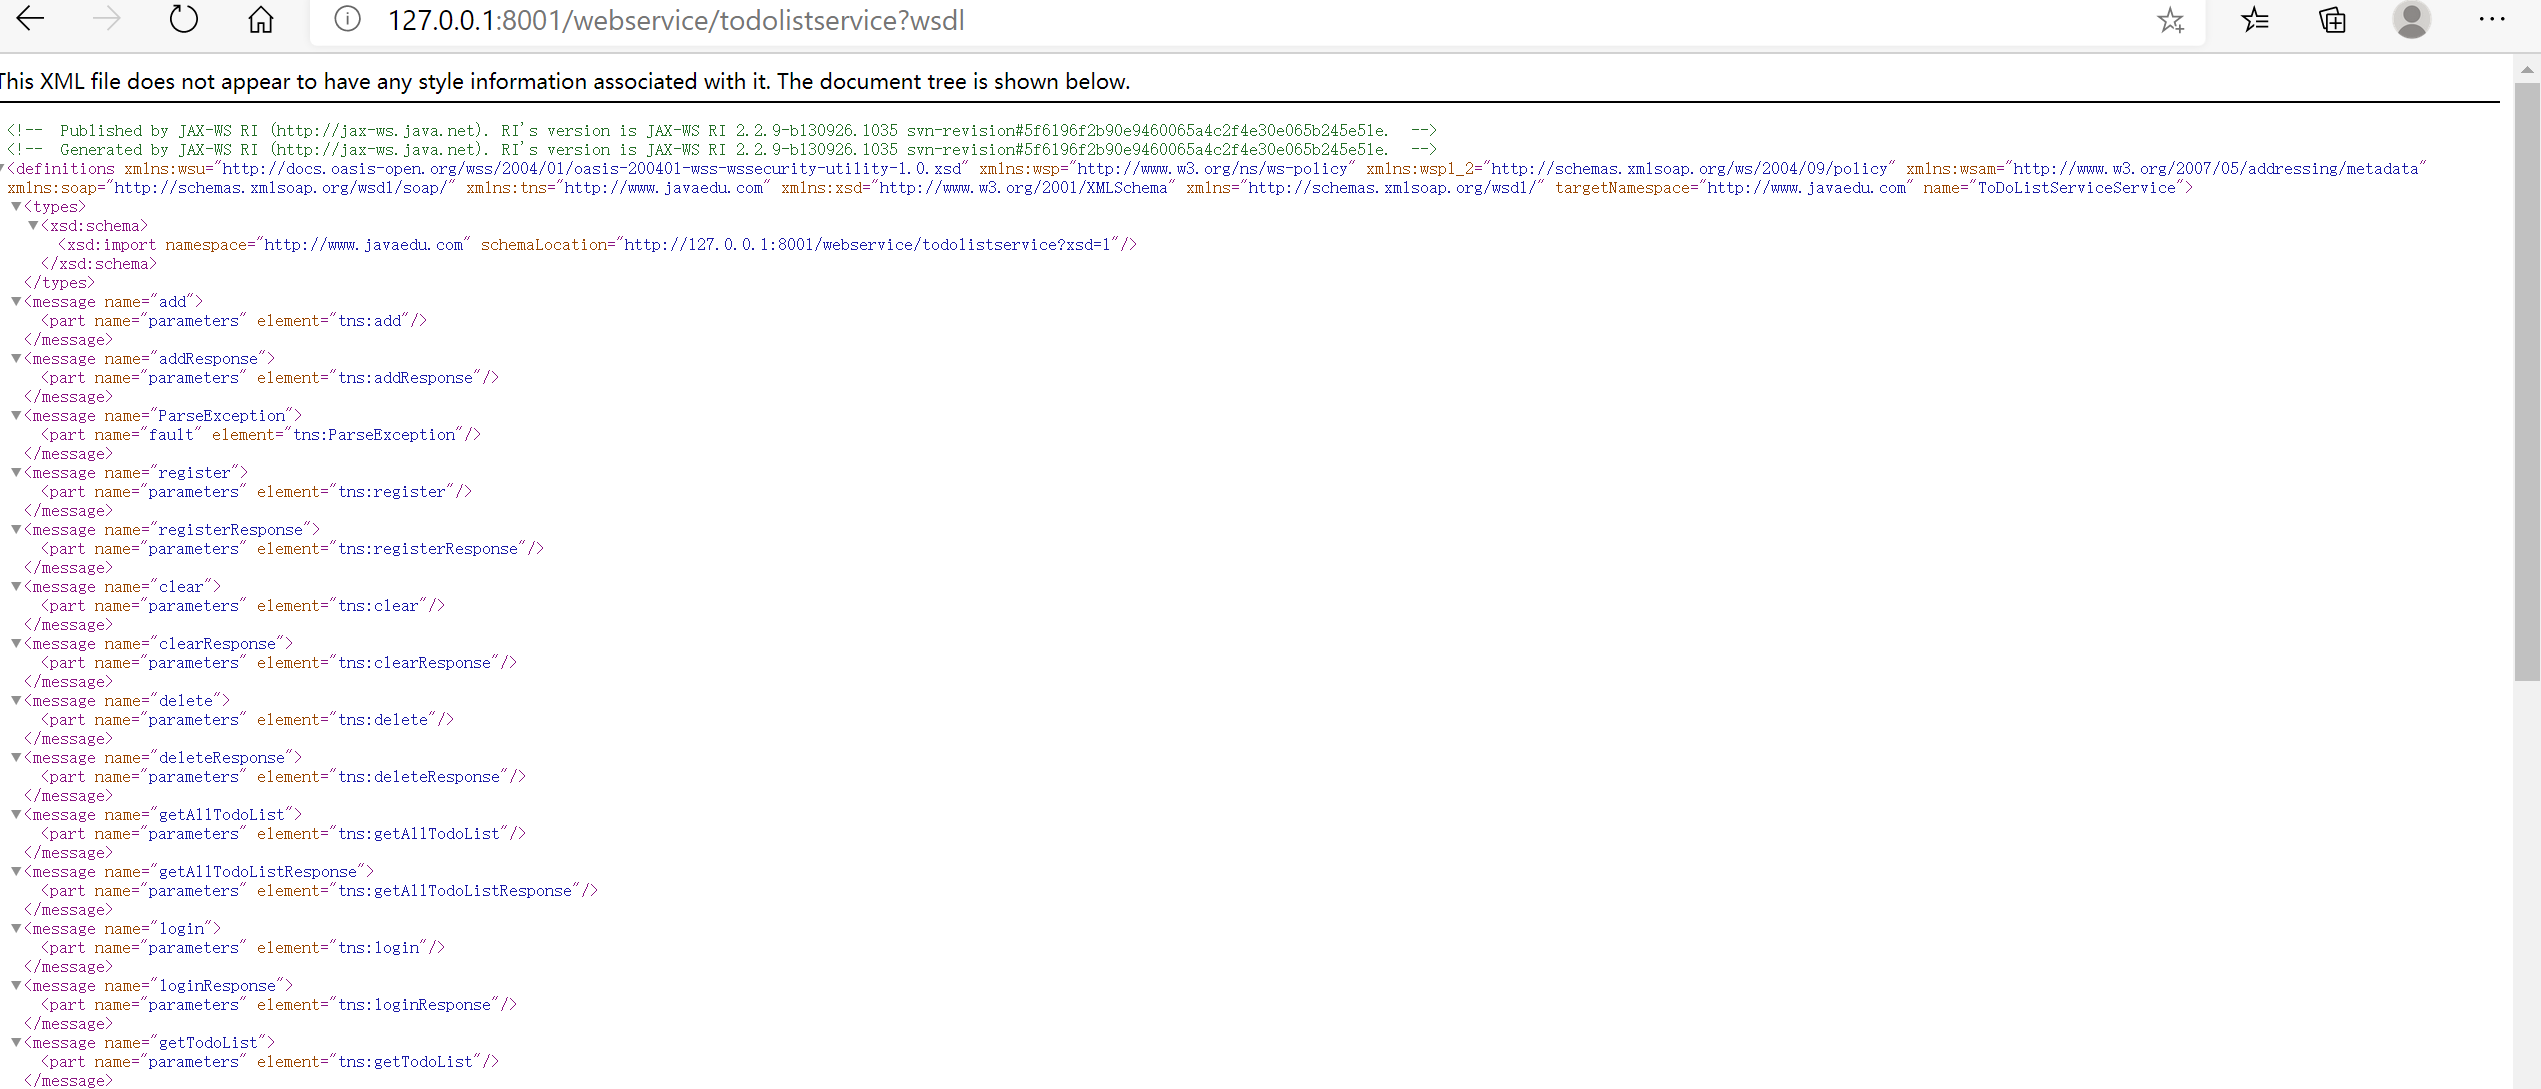 127.0.0.1:8001/webservice/todolistservice?wsdl
This XML file does not appear to have any style information associated with it. The document tree is shown below.
<!-- Published by JAX-WS RI (http://jax-ws.java.net). RI's version is JAX-WS RI 2.2.9-b130926.1035 svn-revision#5f6196f2b90e9460065a4c2f4e30e065b245e51e. -->
<!-- Generated by JAX-WS RI (http://jax-ws.java.net). RI's version is JAX-WS RI 2.2.9-b130926.1035 svn-revision#5f6196f2b90e9460065a4c2f4e30e065b245e51e. -->
<definitions xmlns:wsu="http://docs.oasis-open.org/wss/2004/01/oasis-200401-wss-wssecurity-utility-1.0.xsd" xmlns:wsp="http://www.w3.org/ns/ws-policy" xmlns:wsp1_2="http://schemas.xmlsoap.org/ws/2004/09/policy" xmlns:wsam="http://www.w3.org/2007/05/addressing/metadata"
xmlns:soap="http://schemas.xmlsoap.org/wsdl/soap/" xmlns:tns="http://www.javaedu.com" xmlns:xsd="http://www.w3.org/2001/XMLSchema" xmlns="http://schemas.xmlsoap.org/wsdl/" targetNamespace="http://www.javaedu.com" name="ToDoListServiceService">
<types>
<xsd:schema>
<xsd:import namespace="http://www.javaedu.com" schemaLocation="http://127.0.0.1:8001/webservice/todolistservice?xsd=1"/>
</xsd:schema>
</types>
<message name="add">
<part name="parameters" element="tns:add"/>
</message>
<message name="addResponse">
<part name="parameters" element="tns:addResponse"/>
</message>
<message name="ParseException">
<part name="fault" element="tns:ParseException"/>
</message>
<message name="register">
<part name="parameters" element="tns:register"/>
</message>
<message name="registerResponse">
<part name="parameters" element="tns:registerResponse"/>
</message>
<message name="clear">
<part name="parameters" element="tns:clear"/>
</message>
<message name="clearResponse">
<part name="parameters" element="tns:clearResponse"/>
</message>
<message name="delete">
<part name="parameters" element="tns:delete"/>
</message>
<message name="deleteResponse">
<part name="parameters" element="tns:deleteResponse"/>
</message>
<message name="getAllTodoList">
<part name="parameters" element="tns:getAllTodoList"/>
</message>
<message name="getAllTodoListResponse">
<part name="parameters" element="tns:getAllTodoListResponse"/>
</message>
<message name="login">
<part name="parameters" element="tns:login"/>
</message>
<message name="loginResponse">
<part name="parameters" element="tns:loginResponse"/>
</message>
<message name="getTodoList">
<part name="parameters" element="tns:getTodoList"/>
</message>